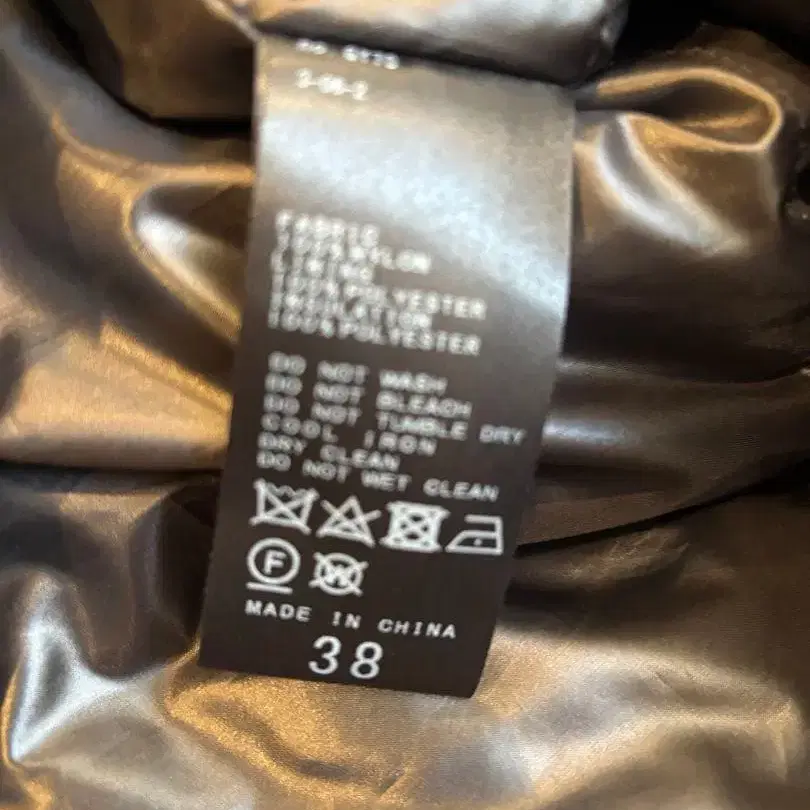 FABRIC
100%NYLON
LINING
100%POLYESTER
INSULATION
100%POLYESTER
DO NOT WASH
DO NOT BLEACH
DO NOT TUMBLE DRY
COOL IRON
DRY CLEAN
DO NOT WET CLEAN
F W
MADE IN CHINA
38